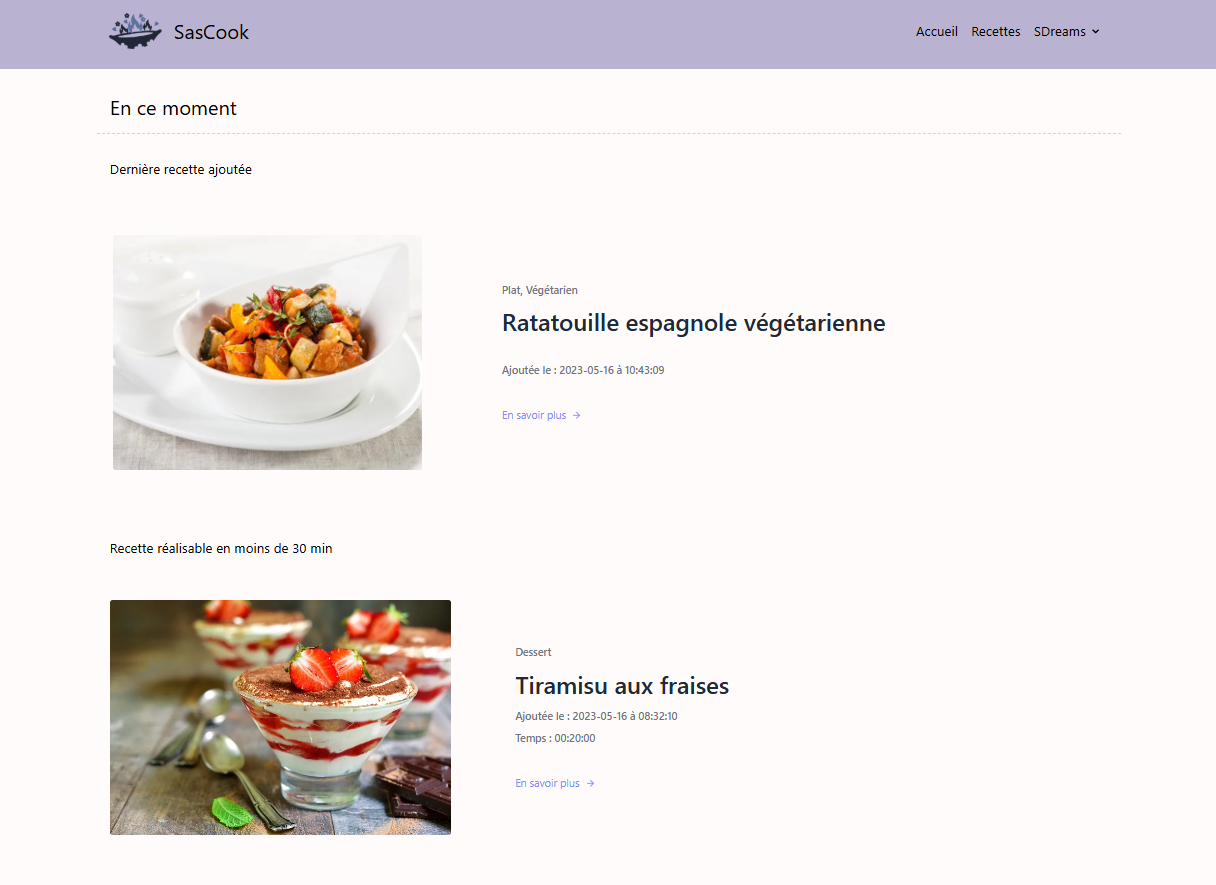 SasCook
Accueil Recettes SDreams
En ce moment
Dernière recette ajoutée
Plat, Végétarien
Ratatouille espagnole végétarienne
Ajoutée le : 2023-05-16 à 10:43:09
En savoir plus →
Recette réalisable en moins de 30 min
Dessert
Tiramisu aux fraises
Ajoutée le : 2023-05-16 à 08:32:10
Temps : 00:20:00
En savoir plus →